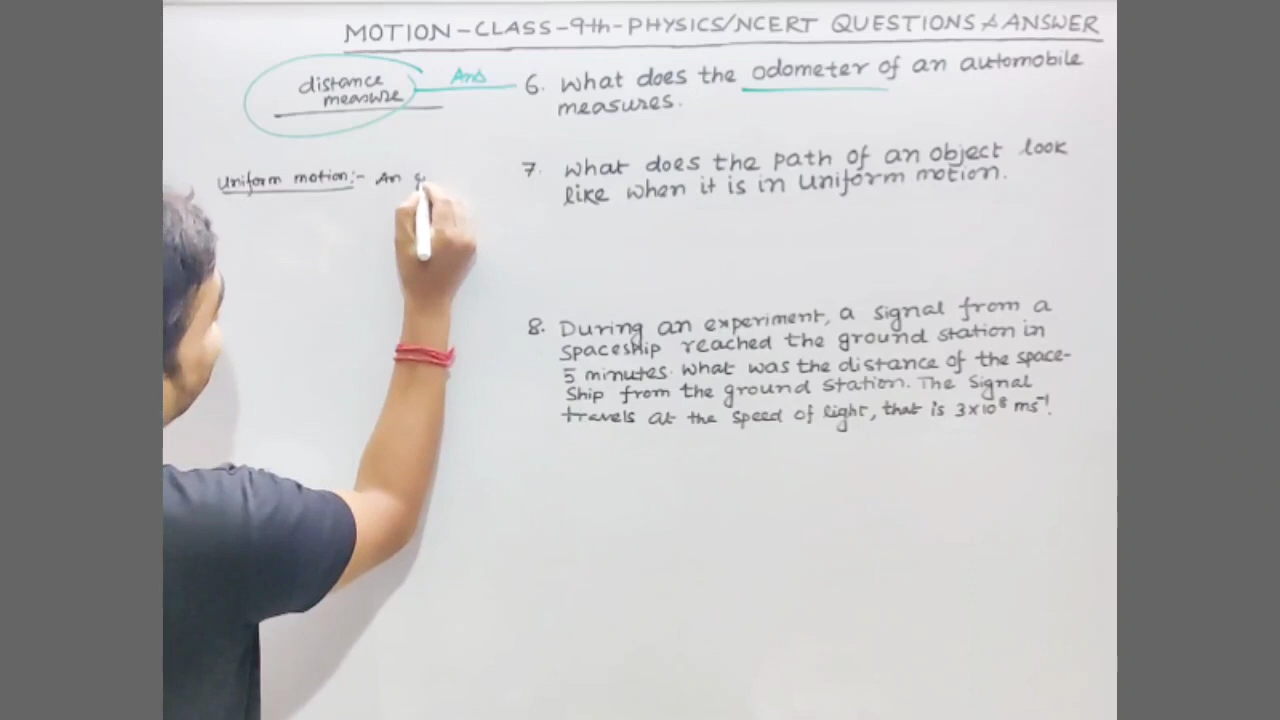 MOTION-CLASS-9th-PHYSICS/NCERT QUESTIONS & ANSWER
distance
measure
Ans
6. What does the odometer of an automobile
measures.
Uniform motion:- An
7. What does the path of an object look
like when it is in uniform motion.
8. During an experiment, a signal from a
spaceship reached the ground station in
5 minutes. What was the distance of the space-
ship from the ground station. The signal
travels at the speed of light, that is 3x10⁸ ms⁻¹.